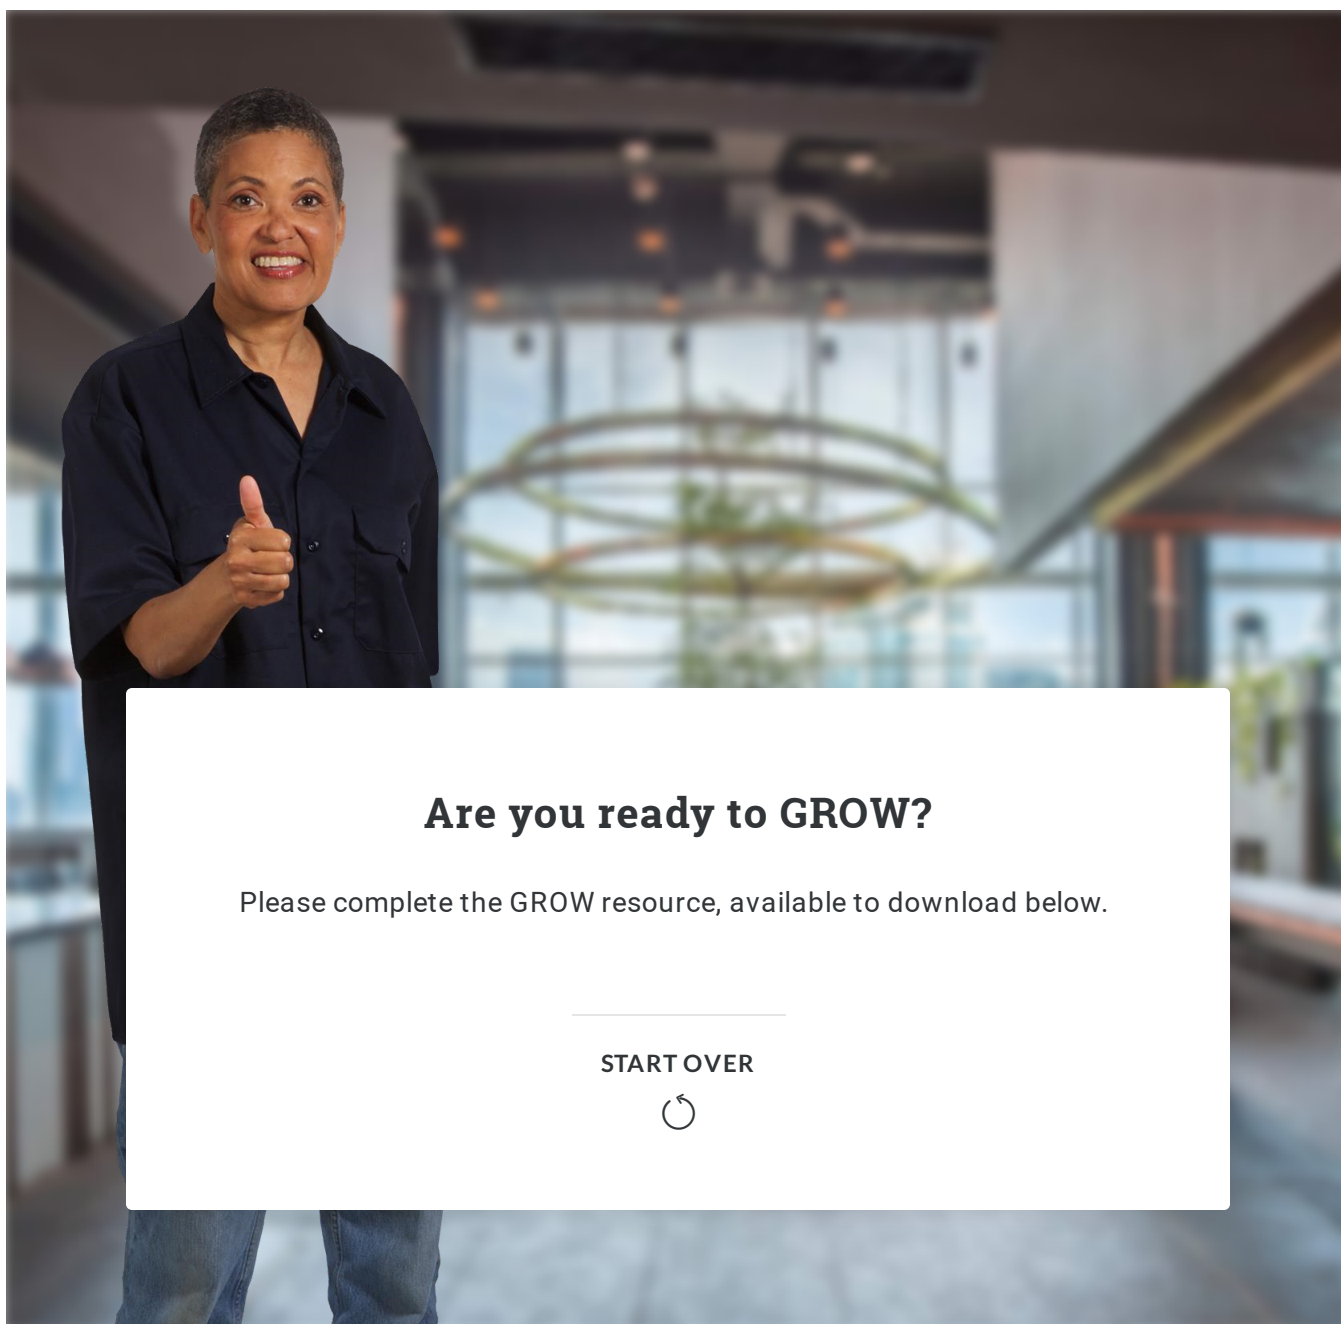 Are you ready to GROW?
Please complete the GROW resource, available to download below.
START OVER